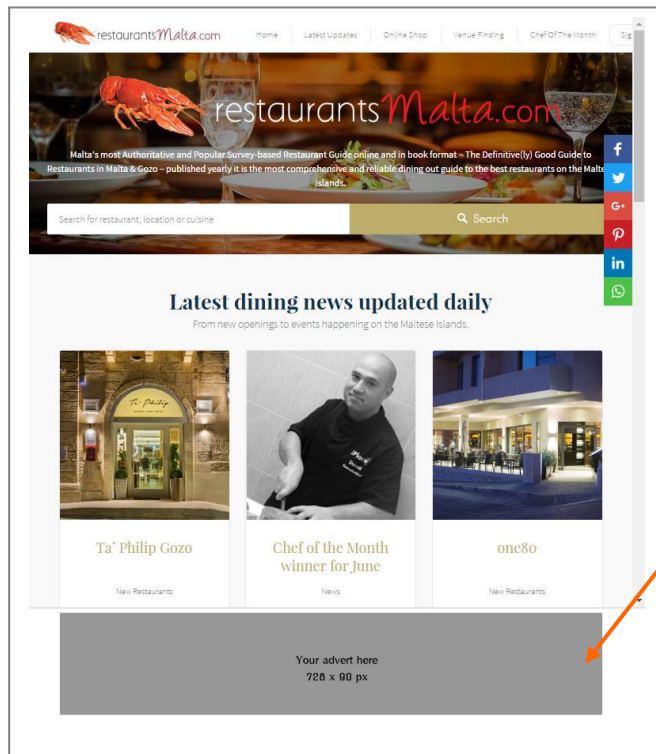 restaurantsMalta.com
Home
Latest Updates
Online Shop
Venue Finding
Chef Of The Month
Sig
restaurantsMalta.com
Malta's most Authoritative and Popular Survey-based Restaurant Guide online and in book format – The Definitive(ly) Good Guide to
Restaurants in Malta & Gozo – published yearly it is the most comprehensive and reliable dining out guide to the best restaurants on the Malte
Islands.
Search for restaurant, location or cuisine
Search
f
G+
in
Latest dining news updated daily
From new openings to events happening on the Maltese Islands.
Ta' Philip
Ta' Philip Gozo
Chef of the Month
winner for June
one80
New Restaurants
News
New Restaurants
Your advert here
728 x 90 px